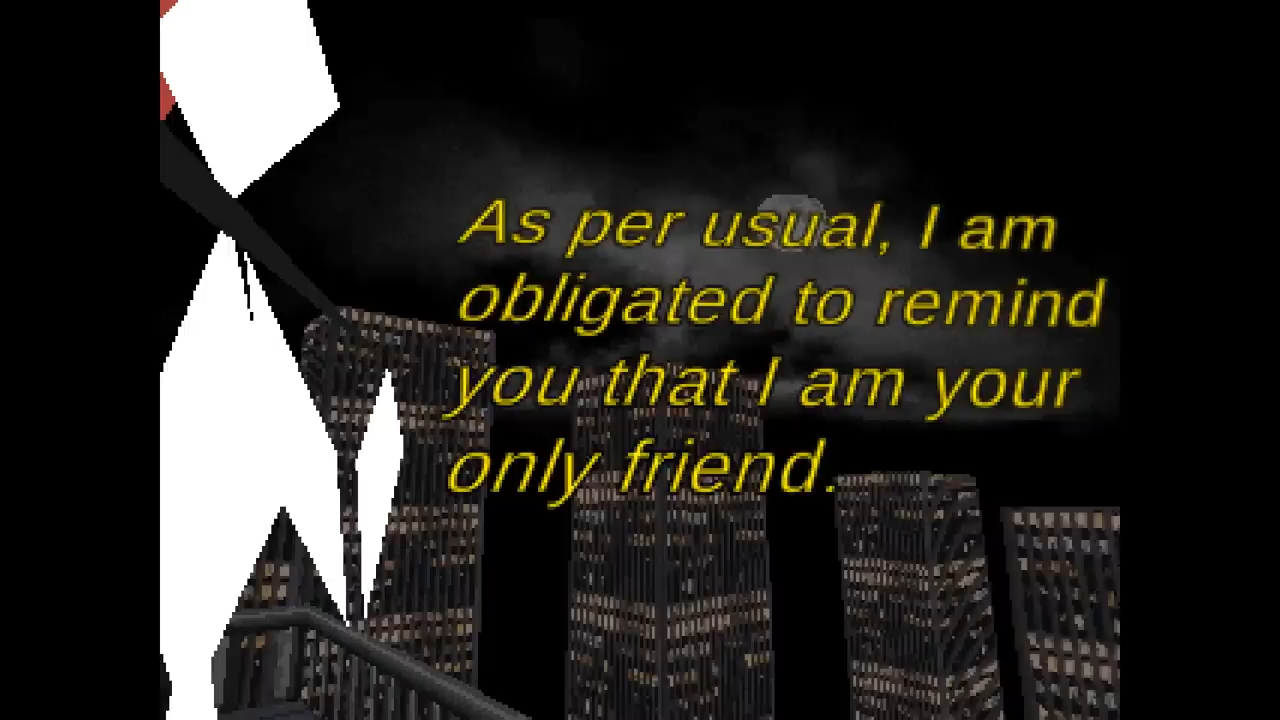 As per usual, I am
obligated to remind
you that I am your
only friend.